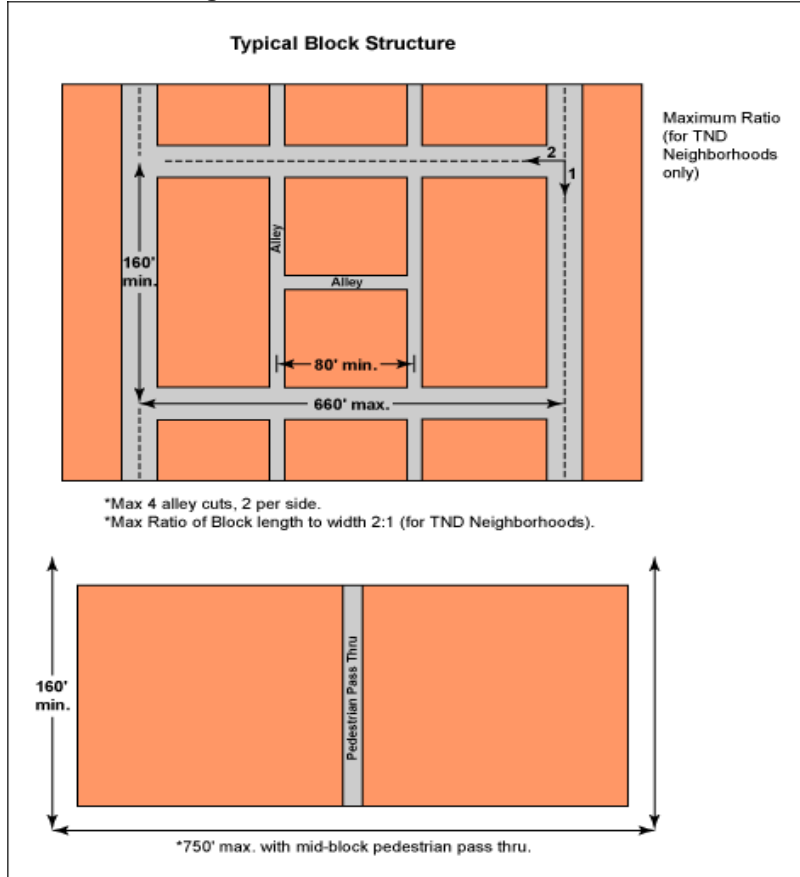 Typical Block Structure
Maximum Ratio
(for TND
Neighborhoods
only)
2
1
Alley
160'
min.
Alley
80' min.
660' max.
*Max 4 alley cuts, 2 per side.
*Max Ratio of Block length to width 2:1 (for TND Neighborhoods).
Pedestrian Pass Thru
160'
min.
*750' max. with mid-block pedestrian pass thru.